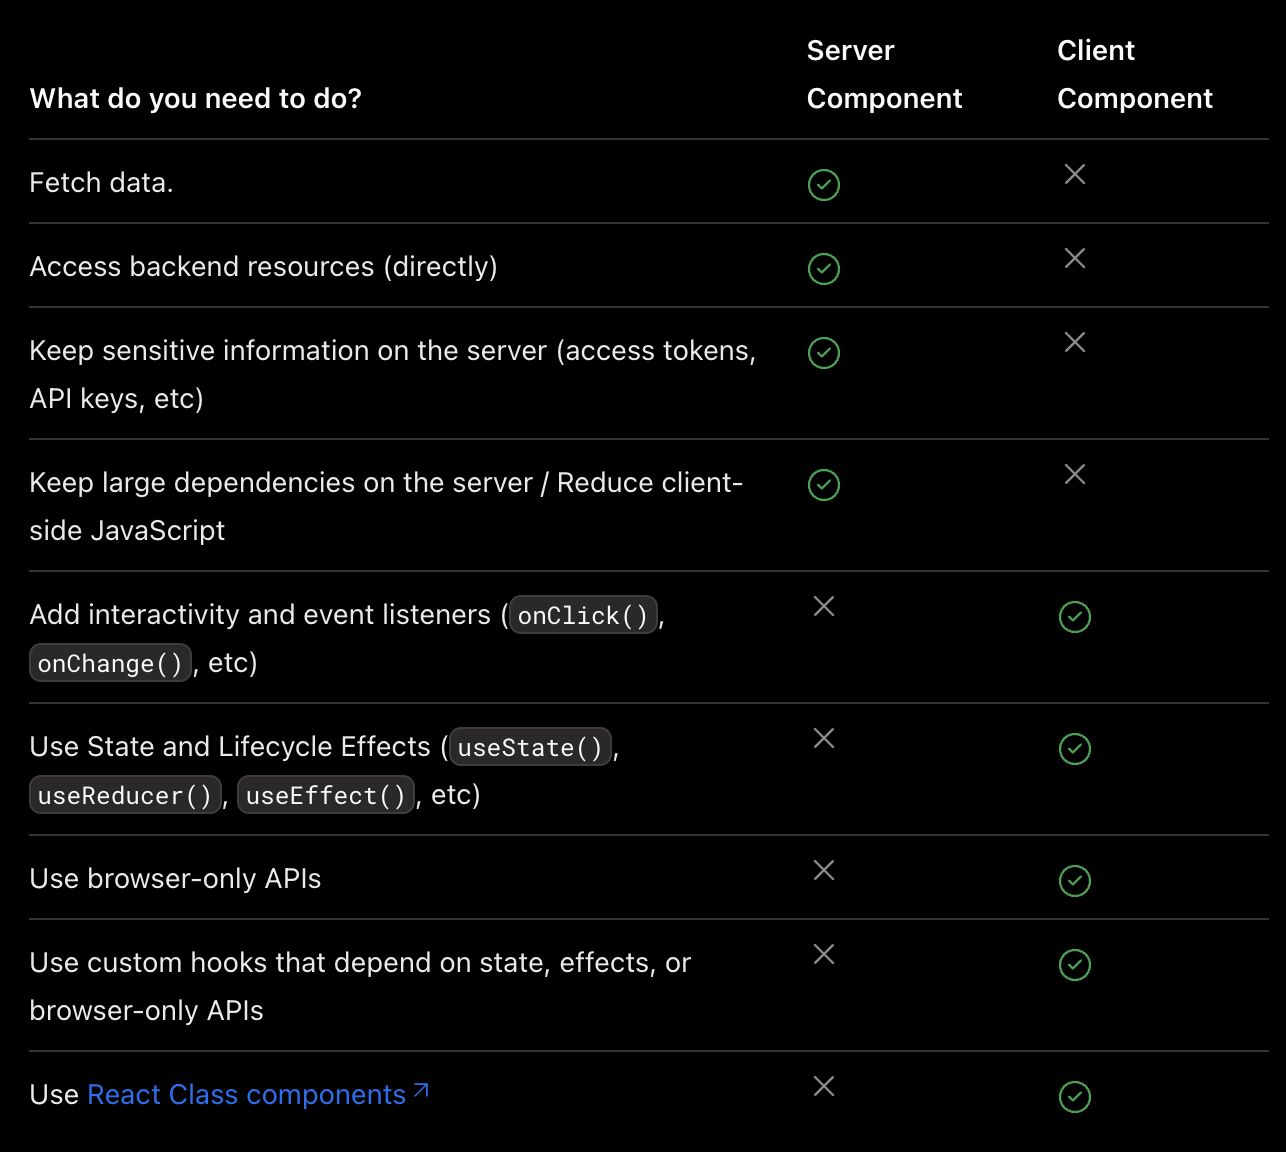 Server Component
Client Component
What do you need to do?
Fetch data.
Access backend resources (directly)
Keep sensitive information on the server (access tokens,
API keys, etc)
Keep large dependencies on the server / Reduce client-
side JavaScript
Add interactivity and event listeners (onClick(),
onChange(), etc)
Use State and Lifecycle Effects (useState(),
useReducer(), useEffect(), etc)
Use browser-only APIs
Use custom hooks that depend on state, effects, or
browser-only APIs
Use React Class components